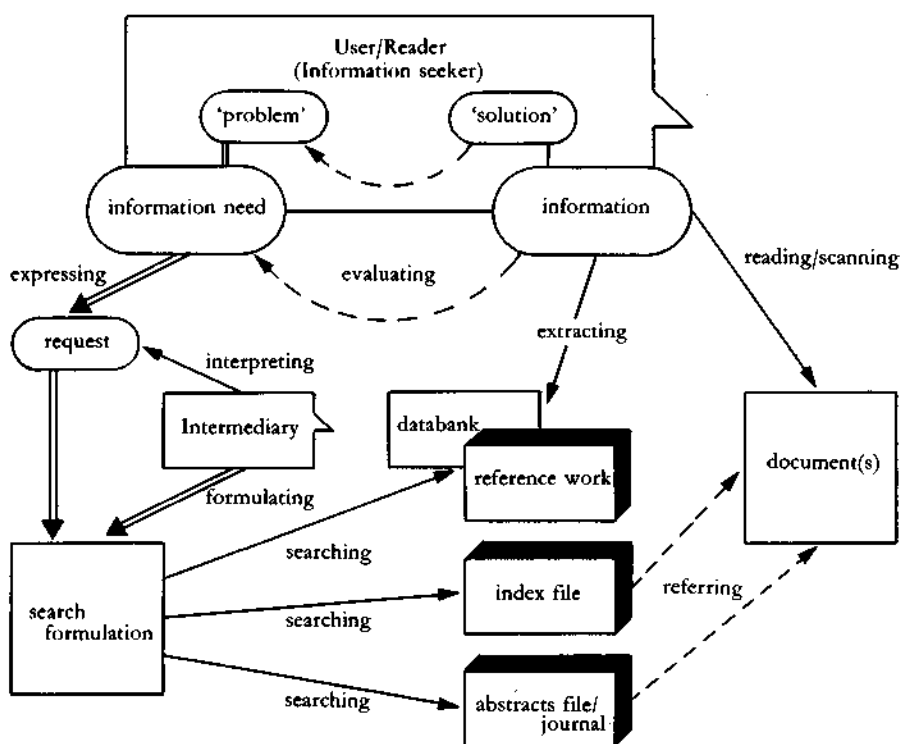 User/Reader
(Information seeker)
‘problem’
‘solution’
information need
information
expressing
evaluating
reading/scanning
extracting
request
interpreting
Intermediary
databank
reference work
document(s)
formulating
searching
search
formulation
searching
index file
referring
searching
abstracts file/
journal